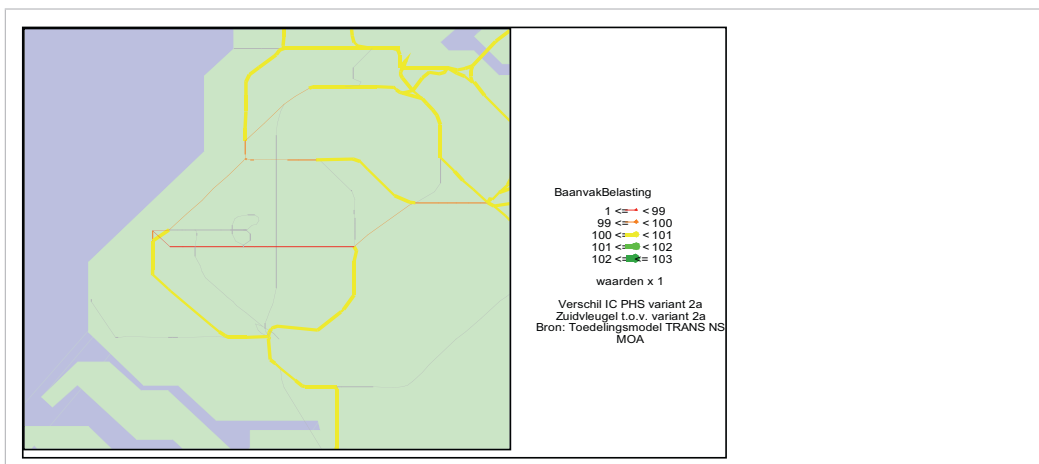 BaanvakBelasting
1 <= < 99
99 <= < 100
100 <= < 101
101 <= < 102
102 <= <= 103
waarden x 1
Verschil IC PHS variant 2a
Zuidvleugel t.o.v. variant 2a
Bron: Toedelingsmodel TRANS NS
MOA